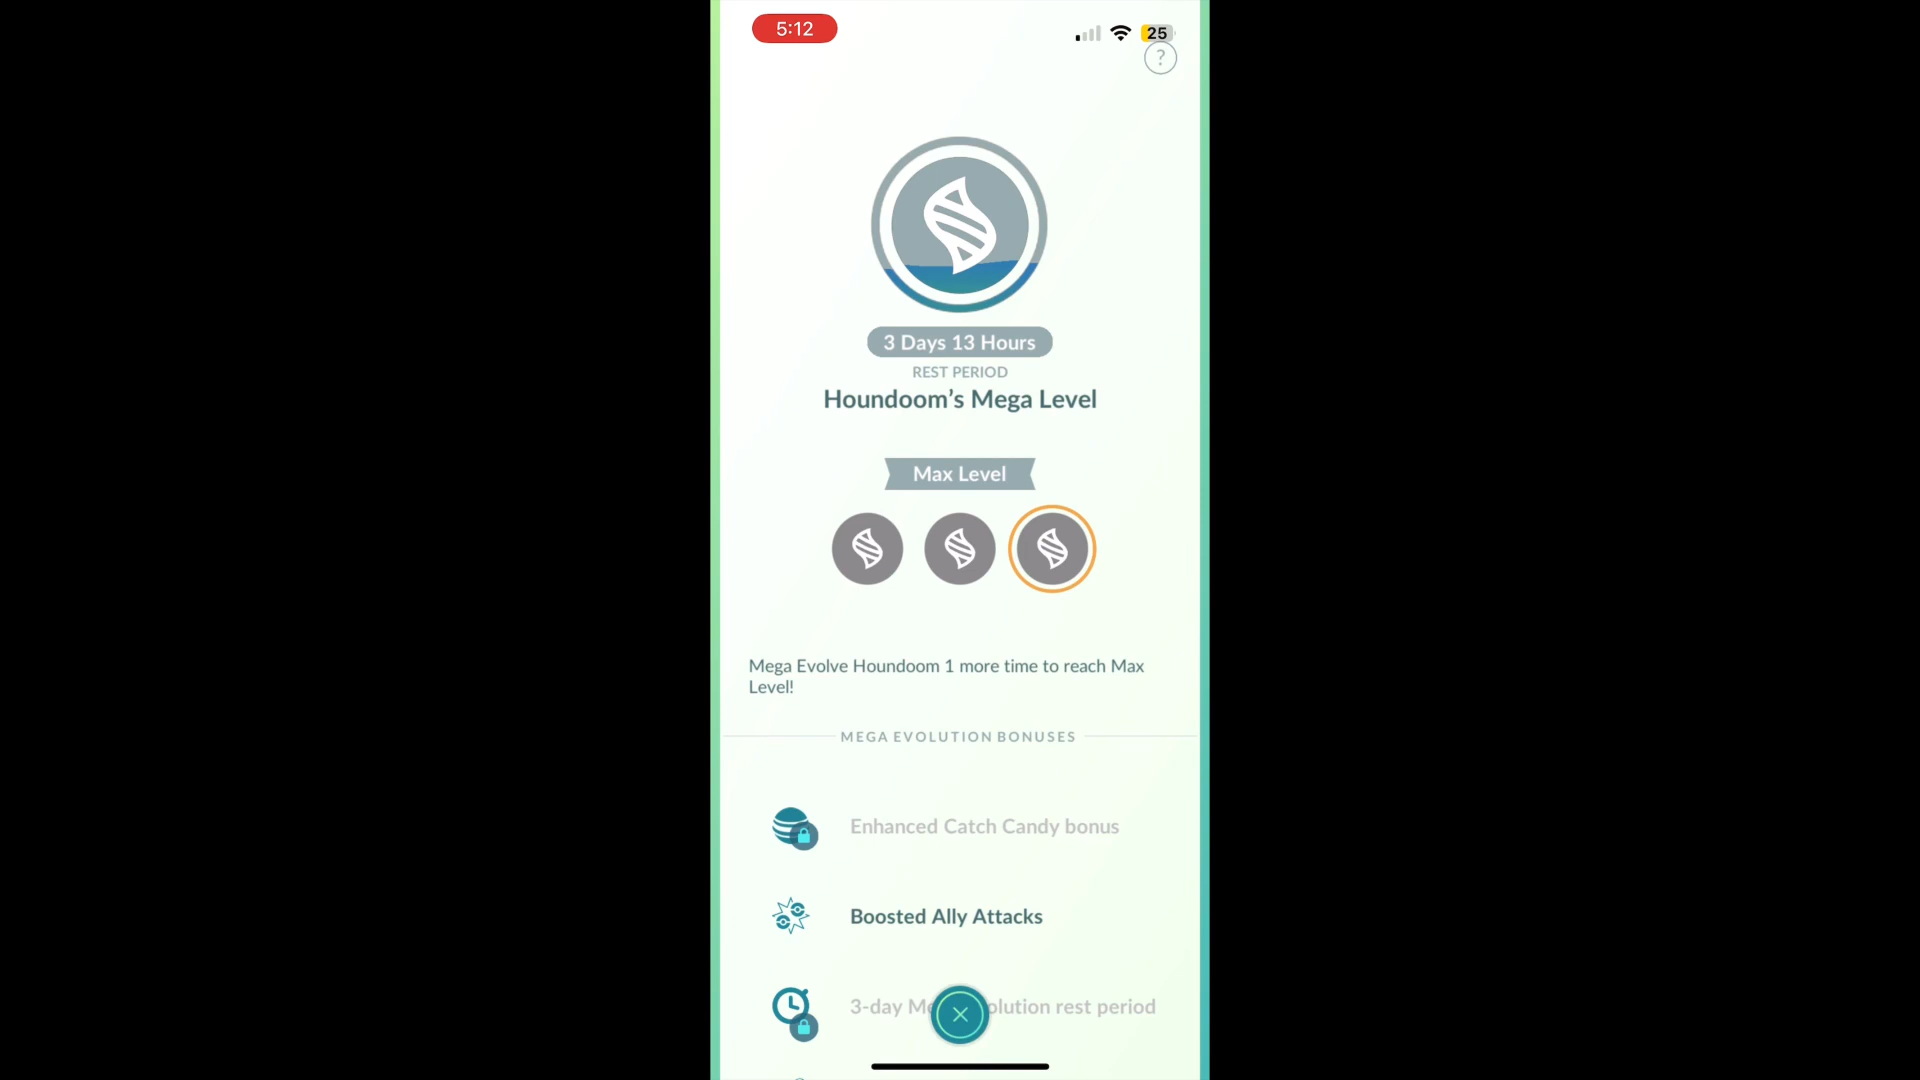 5:12
25
?
3 Days 13 Hours
REST PERIOD
Houndoom’s Mega Level
Max Level
Mega Evolve Houndoom 1 more time to reach Max
Level!
MEGA EVOLUTION BONUSES
Enhanced Catch Candy bonus
Boosted Ally Attacks
3-day Me olution rest period